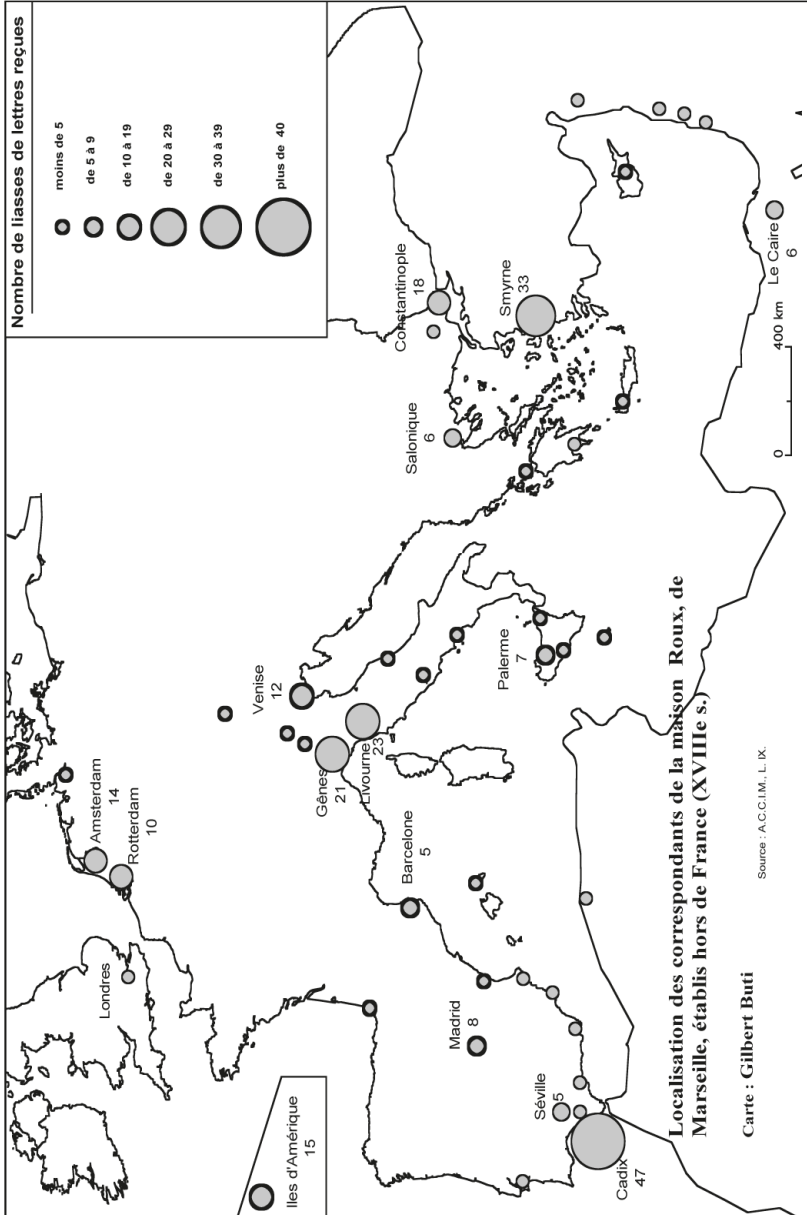 Nombre de liasses de lettres reçues
moins de 5
de 5 à 9
de 10 à 19
de 20 à 29
de 30 à 39
plus de 40
Iles d'Amérique
15
Londres
Amsterdam
14
Rotterdam
10
Venise
12
Gênes
21
Livourne
23
Barcelone
5
Madrid
8
Séville
5
Cadix
47
Palerme
7
Salonique
6
Constantinople
18
Smyrne
33
Le Caire
6
0
400 km
Localisation des correspondants de la maison Roux, de
Marseille, établis hors de France (XVIIIe s.)
Carte : Gilbert Buti
Source : A.C.C.I.M., L. IX.